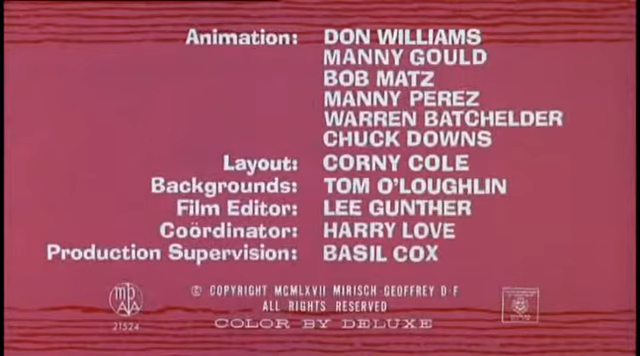 Animation: DON WILLIAMS
MANNY GOULD
BOB MATZ
MANNY PEREZ
WARREN BATCHELDER
CHUCK DOWNS
Layout: CORNY COLE
Backgrounds: TOM O'LOUGHLIN
Film Editor: LEE GUNTHER
Coördinator: HARRY LOVE
Production Supervision: BASIL COX
© COPYRIGHT MCMLXVII MIRISCH-GEOFFREY D-F
ALL RIGHTS RESERVED
COLOR BY DELUXE
MPAA
21524